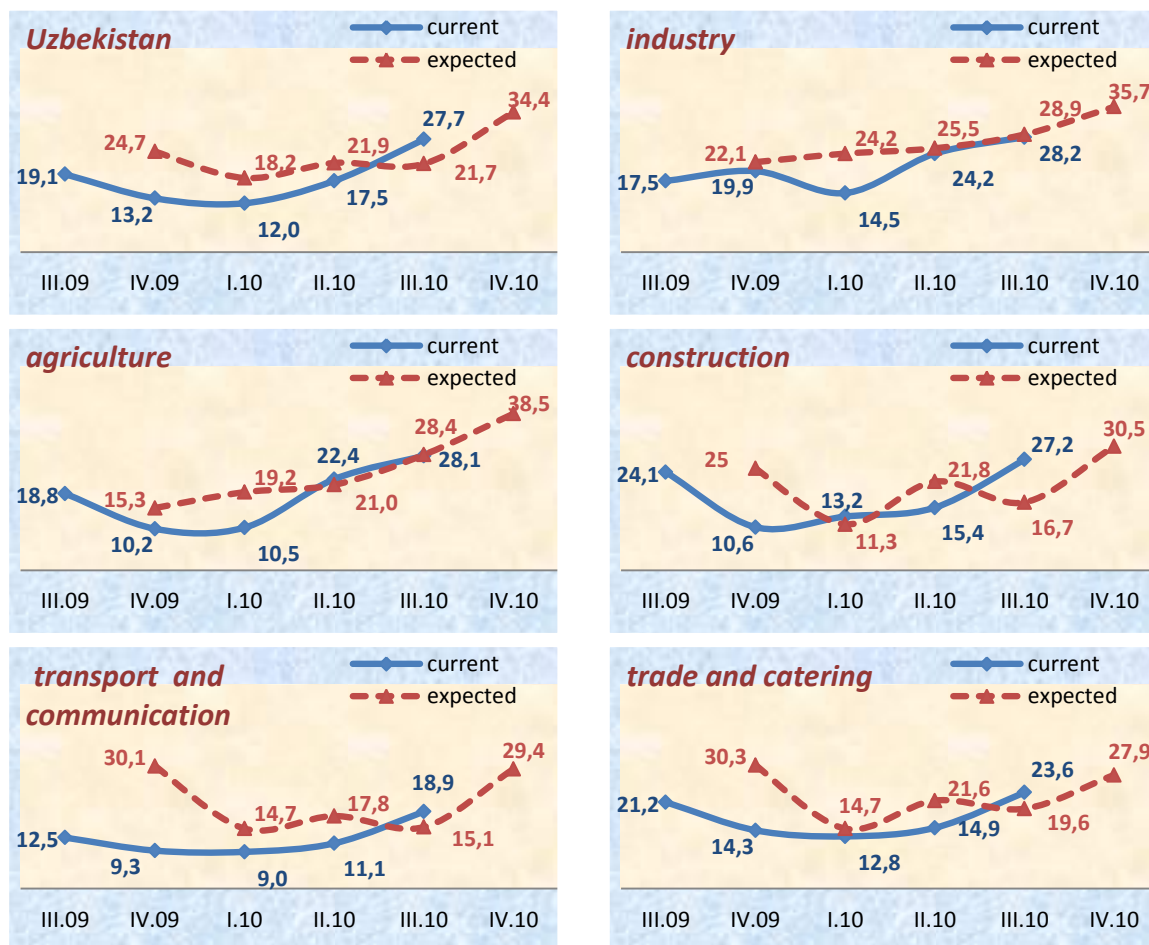 Uzbekistan
current
expected
24,7
18,2
21,9
27,7
34,4
19,1
13,2
12,0
17,5
21,7
III.09 IV.09 I.10 II.10 III.10 IV.10
industry
current
expected
22,1
24,2
25,5
28,9
35,7
17,5
19,9
14,5
24,2
28,2
III.09 IV.09 I.10 II.10 III.10 IV.10
agriculture
current
expected
15,3
19,2
22,4
28,4
38,5
18,8
10,2
10,5
21,0
28,1
III.09 IV.09 I.10 II.10 III.10 IV.10
construction
current
expected
25
13,2
21,8
27,2
30,5
24,1
10,6
11,3
15,4
16,7
III.09 IV.09 I.10 II.10 III.10 IV.10
transport and
communication
current
expected
30,1
14,7
17,8
18,9
29,4
12,5
9,3
9,0
11,1
15,1
III.09 IV.09 I.10 II.10 III.10 IV.10
trade and catering
current
expected
30,3
14,7
21,6
23,6
27,9
21,2
14,3
12,8
14,9
19,6
III.09 IV.09 I.10 II.10 III.10 IV.10